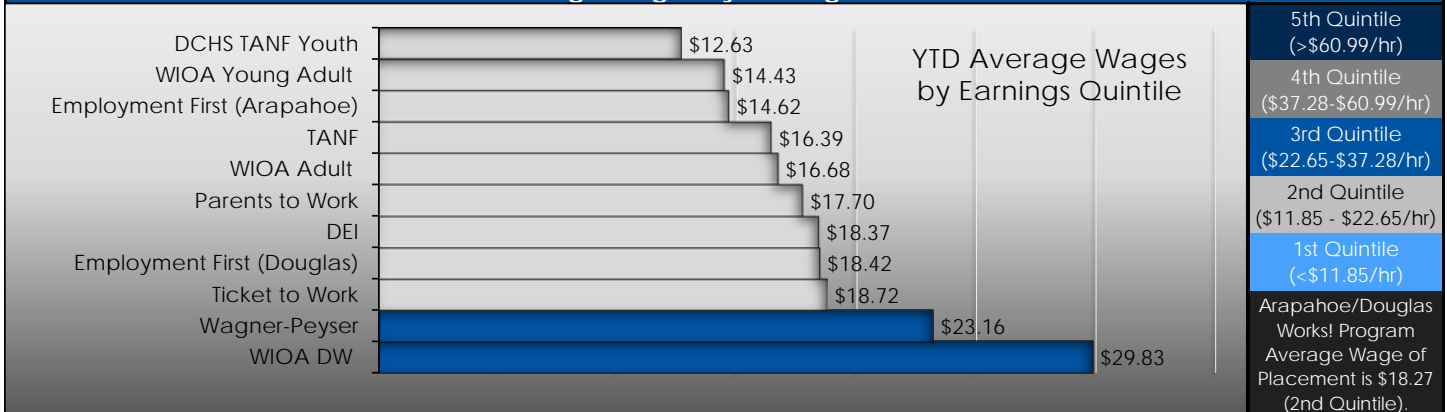 YTD Average Wages
by Earnings Quintile
DCHS TANF Youth $12.63
WIOA Young Adult $14.43
Employment First (Arapahoe) $14.62
TANF $16.39
WIOA Adult $16.68
Parents to Work $17.70
DEI $18.37
Employment First (Douglas) $18.42
Ticket to Work $18.72
Wagner-Peyser $23.16
WIOA DW $29.83
5th Quintile
(>$60.99/hr)
4th Quintile
($37.28-$60.99/hr)
3rd Quintile
($22.65-$37.28/hr)
2nd Quintile
($11.85 - $22.65/hr)
1st Quintile
(<$11.85/hr)
Arapahoe/Douglas
Works! Program
Average Wage of
Placement is $18.27
(2nd Quintile).